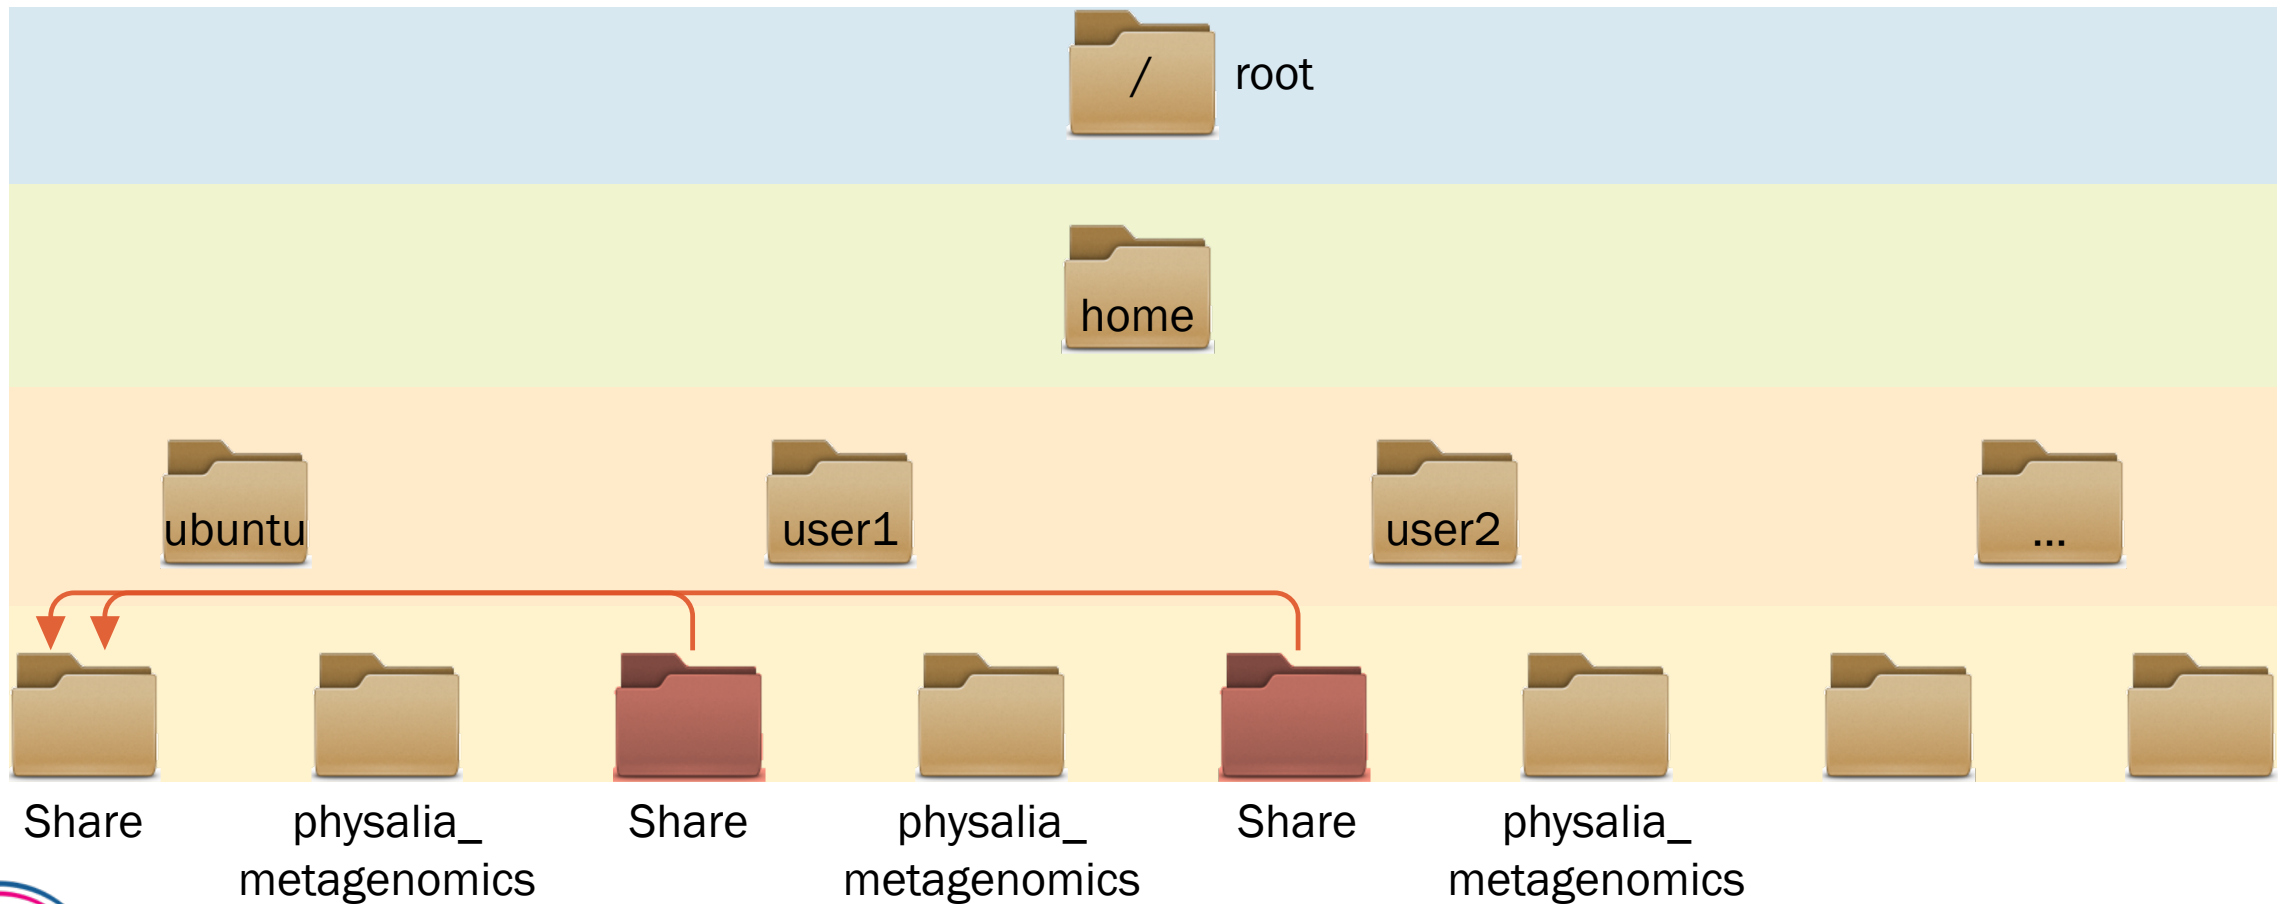 / root
home
ubuntu user1 user2 ...
Share physalia_ Share physalia_ Share physalia_
metagenomics metagenomics metagenomics